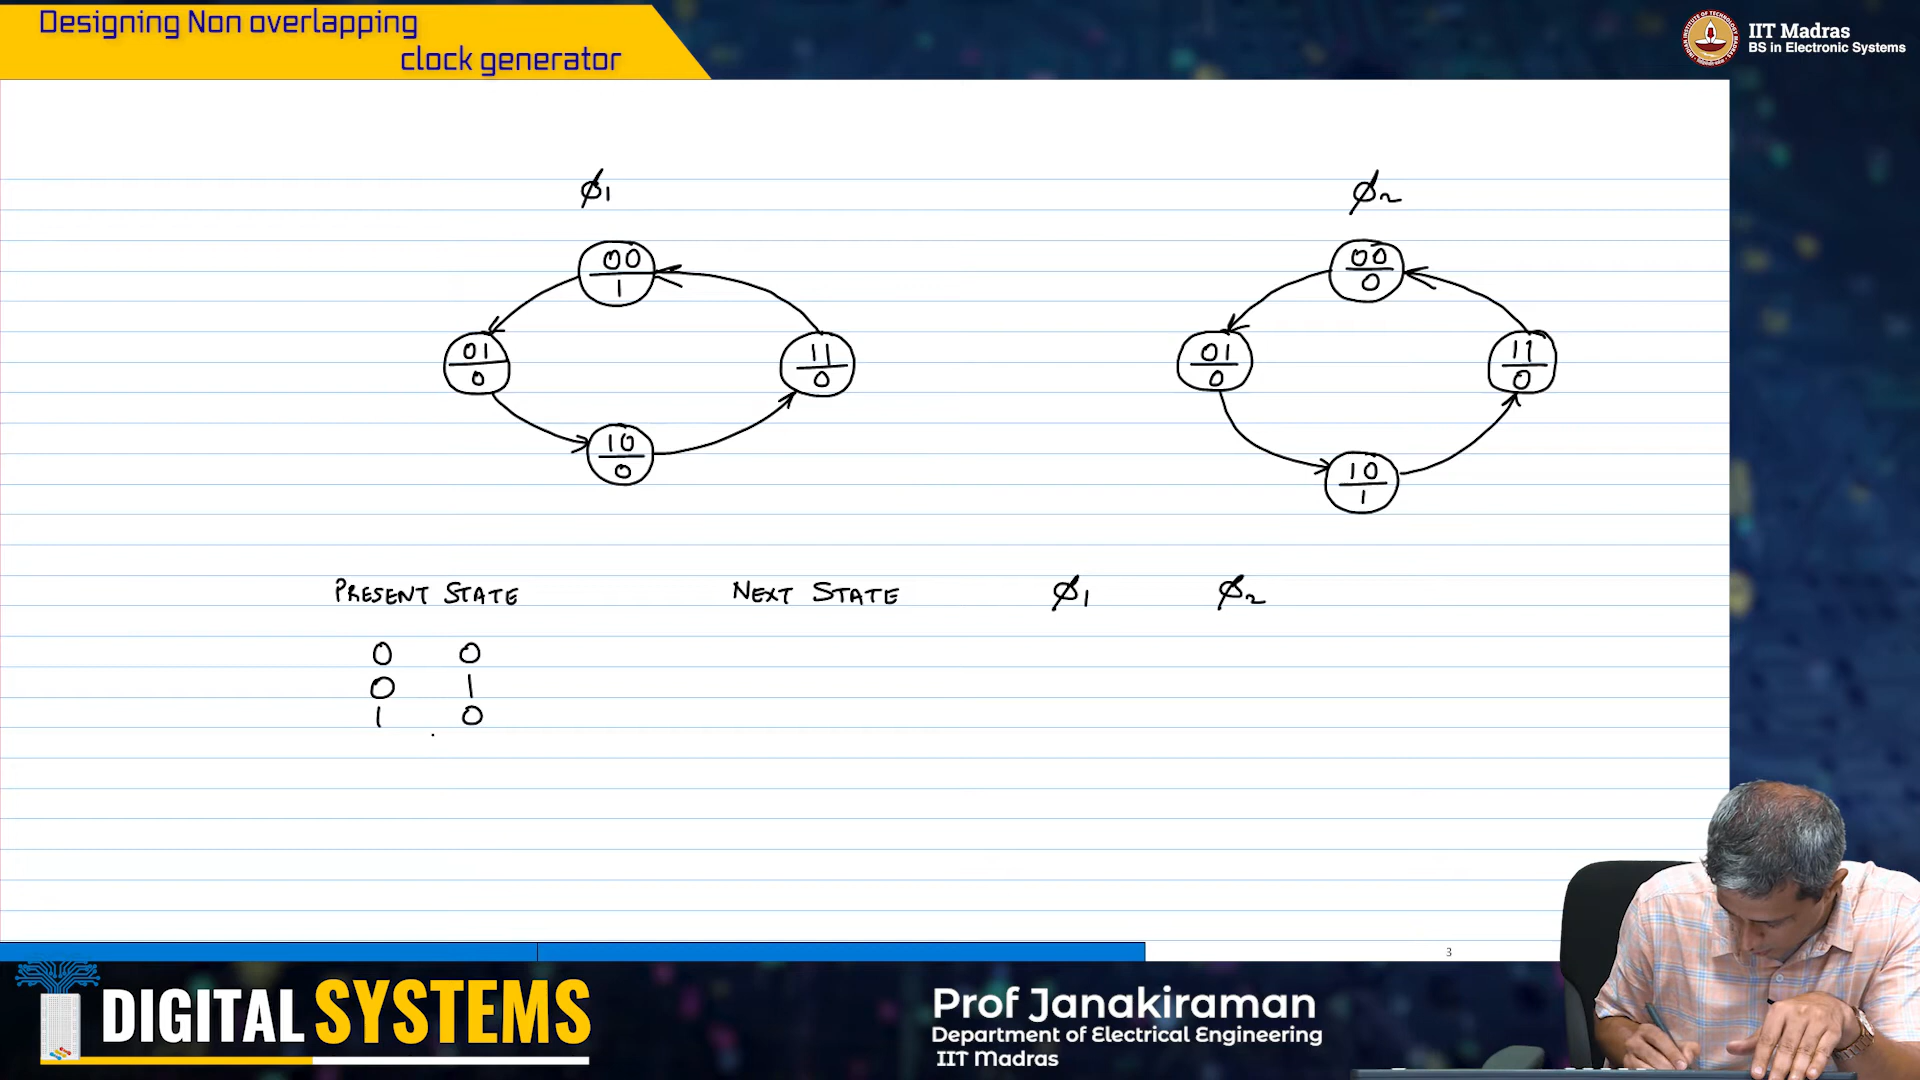 Designing Non overlapping
clock generator
IIT Madras
BS in Electronic Systems
ϕ1
ϕ2
00
1
00
0
01
0
11
0
01
0
11
0
10
0
10
1
PRESENT STATE NEXT STATE ϕ1 ϕ2
0 0
0 1
1 0
3
DIGITAL SYSTEMS
Prof Janakiraman
Department of Electrical Engineering
IIT Madras